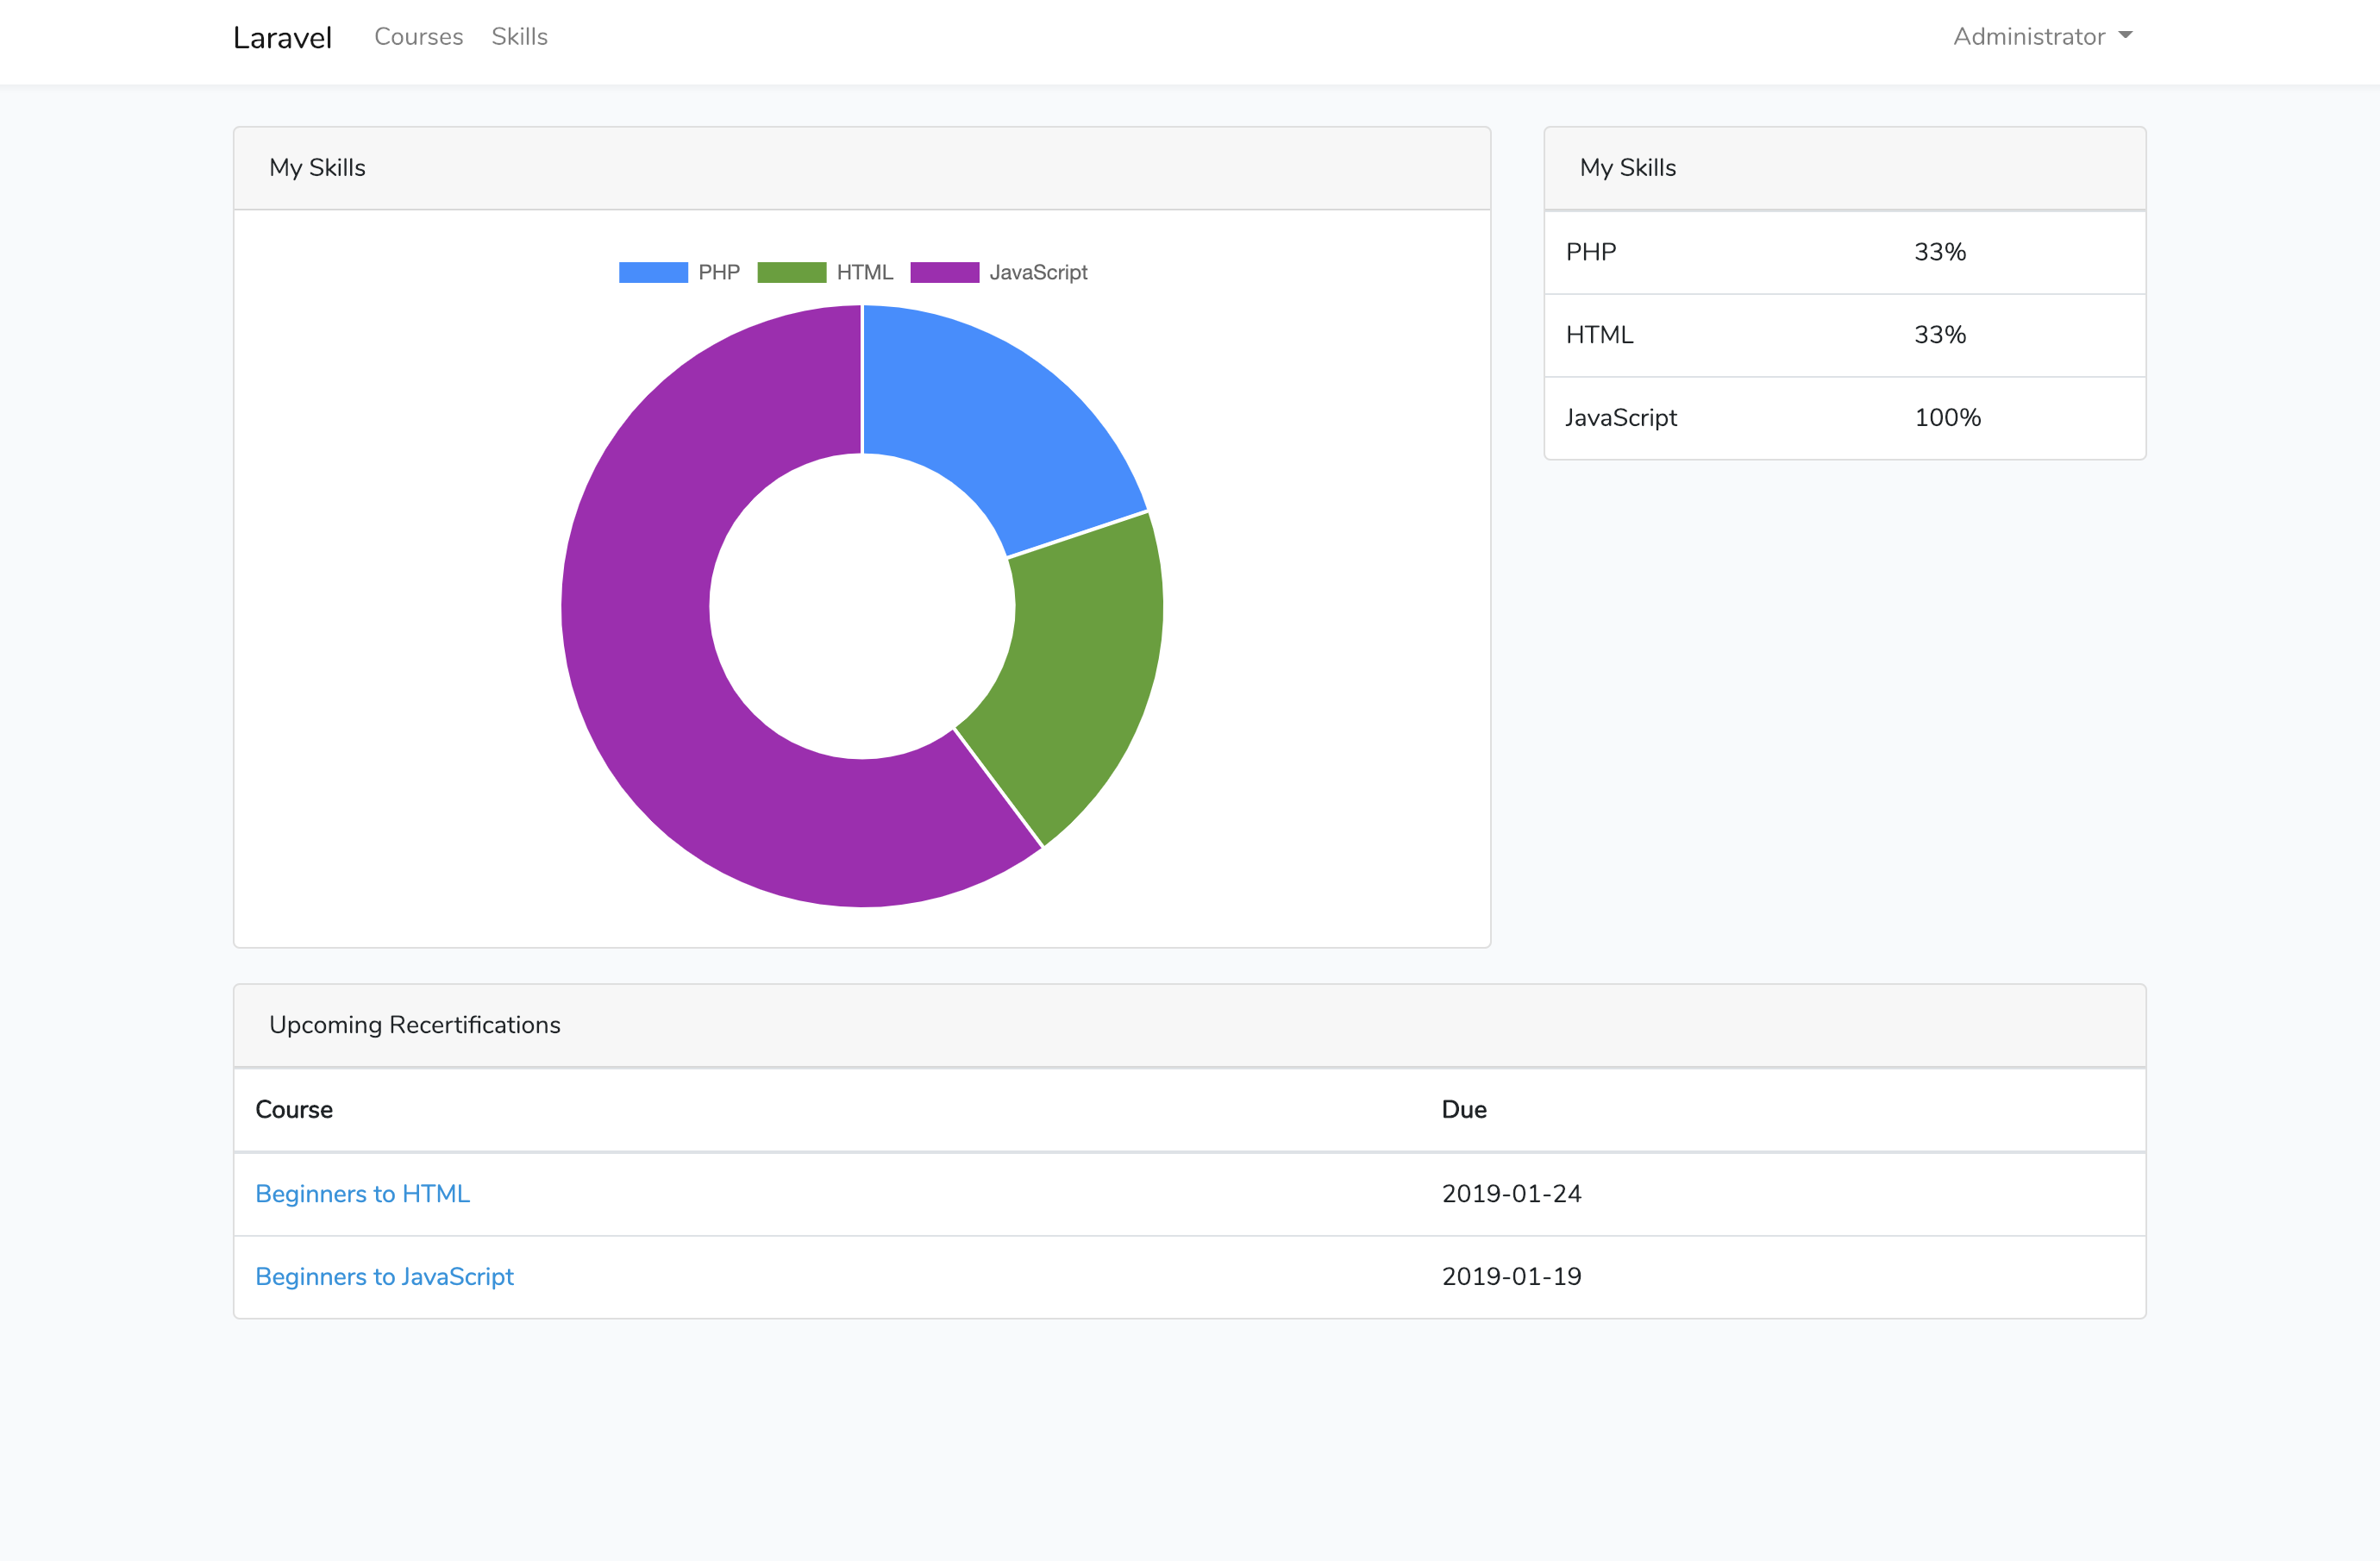 Laravel Courses Skills Administrator
My Skills
PHP HTML JavaScript
My Skills
PHP 33%
HTML 33%
JavaScript 100%
Upcoming Recertifications
Course Due
Beginners to HTML 2019-01-24
Beginners to JavaScript 2019-01-19